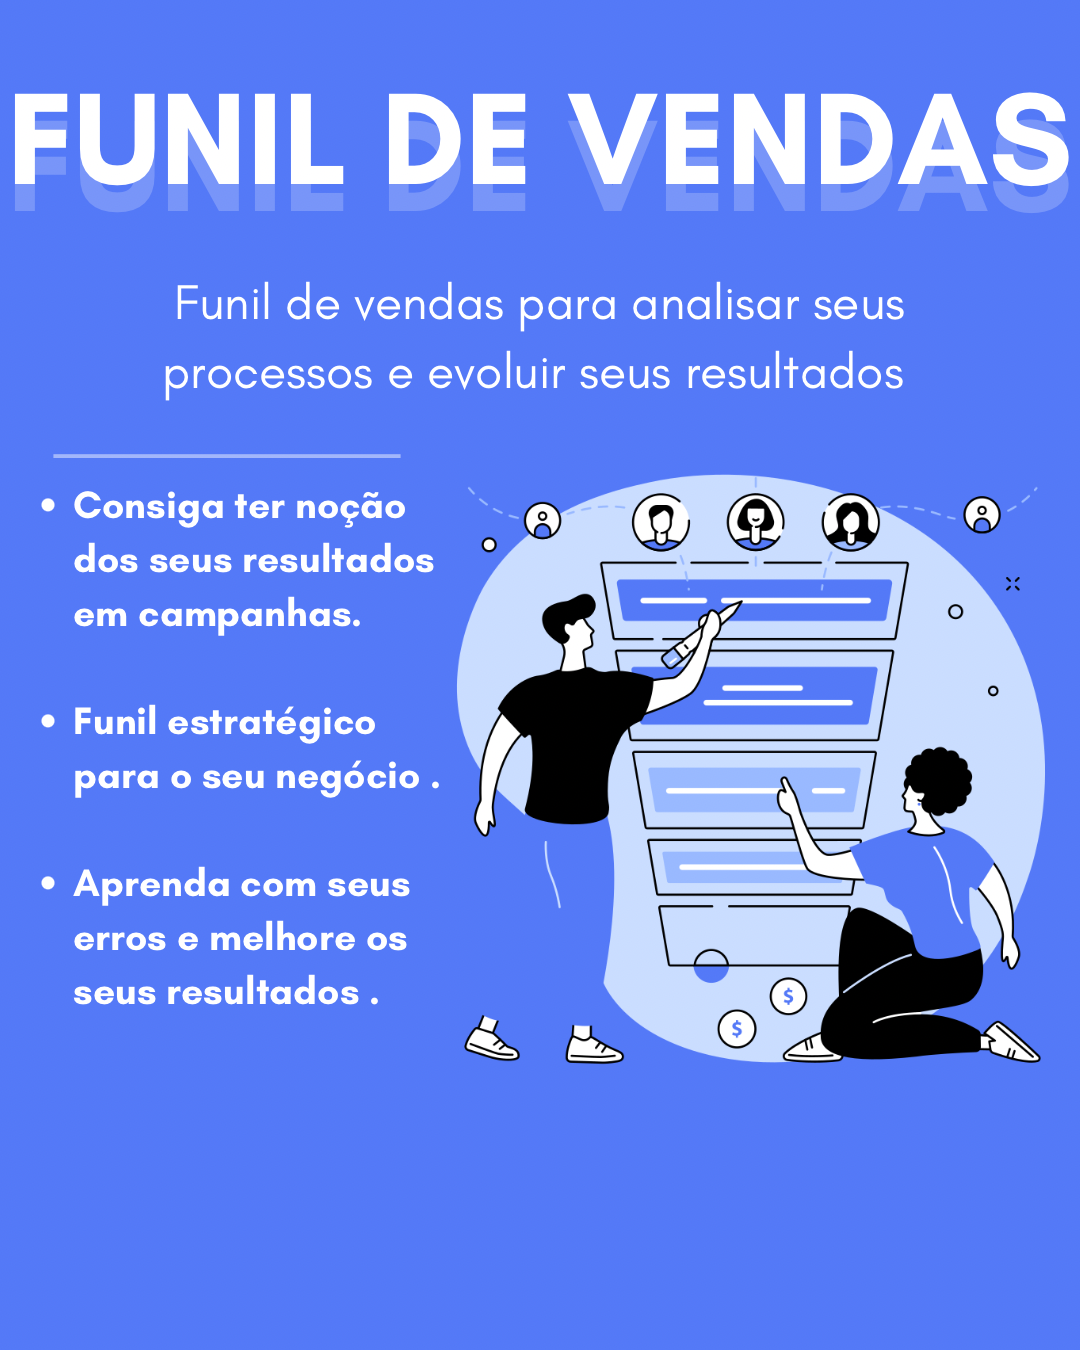 FUNIL DE VENDAS
Funil de vendas para analisar seus
processos e evoluir seus resultados
• Consiga ter noção
dos seus resultados
em campanhas.
• Funil estratégico
para o seu negócio .
• Aprenda com seus
erros e melhore os
seus resultados .
$
$